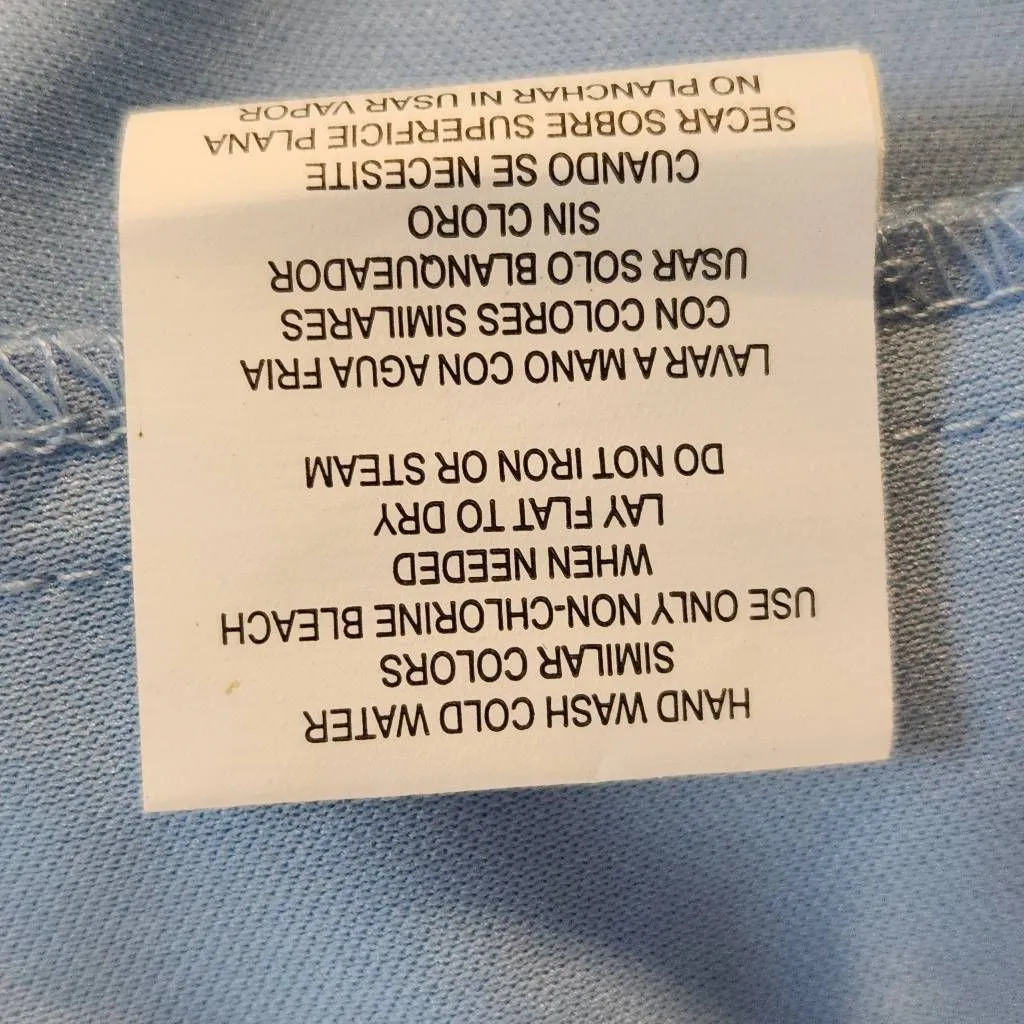 HAND WASH COLD WATER
SIMILAR COLORS
USE ONLY NON-CHLORINE BLEACH
WHEN NEEDED
LAY FLAT TO DRY
DO NOT IRON OR STEAM
LAVAR A MANO CON AGUA FRIA
CON COLORES SIMILARES
USAR SOLO BLANQUEADOR
SIN CLORO
CUANDO SE NECESITE
SECAR SOBRE SUPERFICIE PLANA
NO PLANCHAR NI USAR VAPOR